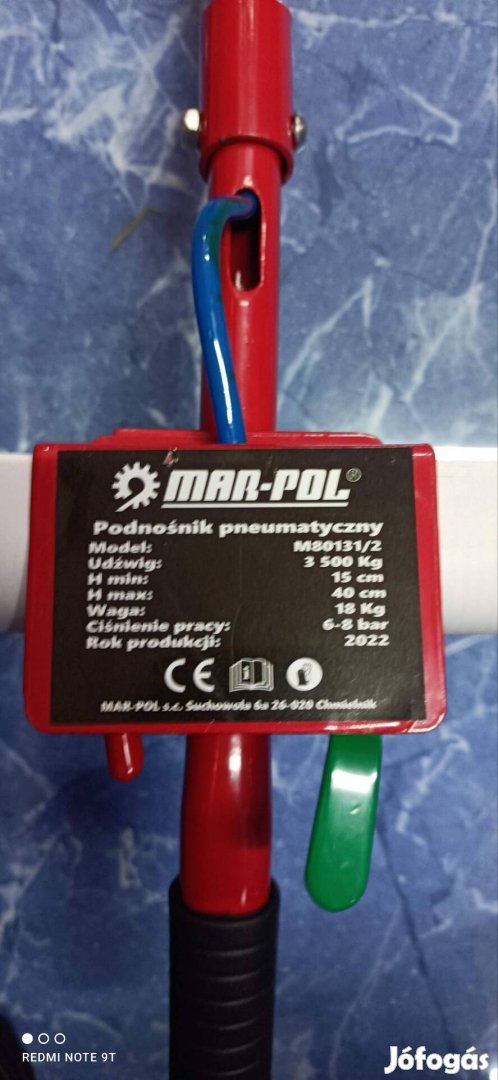 MAR-POL®
Podnośnik pneumatyczny
Model: M80131/2
Udźwig: 3 500 Kg
H min: 15 cm
H max: 40 cm
Waga: 18 Kg
Ciśnienie pracy: 6-8 bar
Rok produkcji: 2022
CE
MAR-POL s.c. Suchowola 6a 26-020 Chmielnik
REDMI NOTE 9T
Jófogás